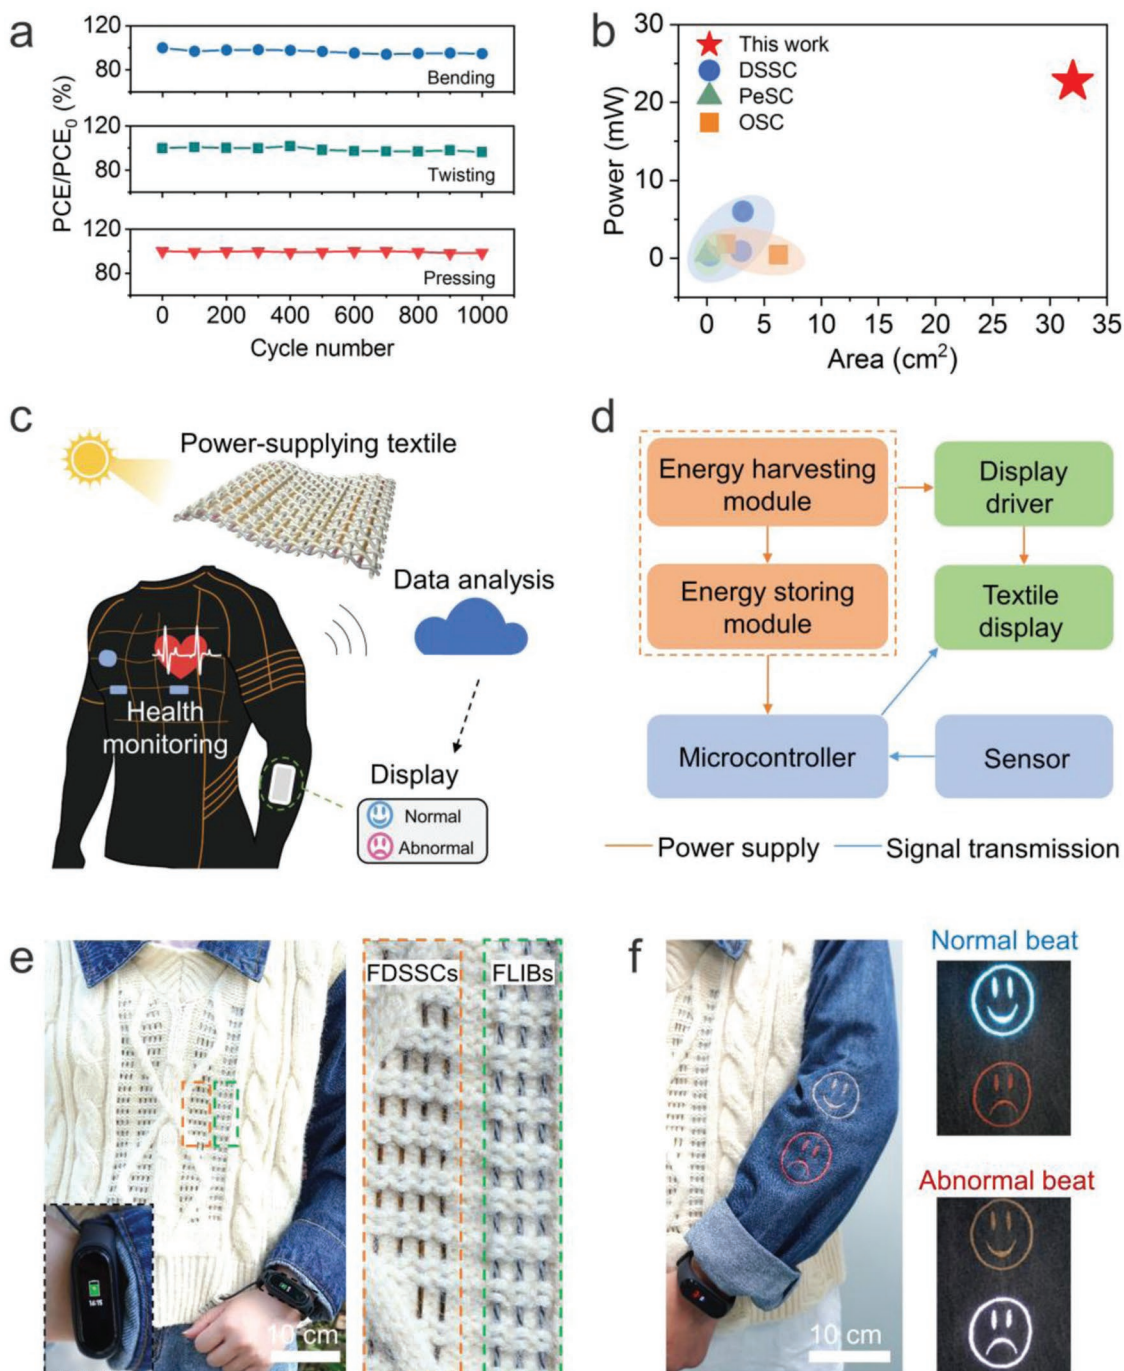 a
PCE/PCE₀ (%)
120
80
Bending
120
80
Twisting
120
80
Pressing
0 200 400 600 800 1000
Cycle number
b
Power (mW)
30
20
10
0
This work
DSSC
PeSC
OSC
0 5 10 15 20 25 30 35
Area (cm²)
c
Power-supplying textile
Data analysis
Health
monitoring
Display
Normal
Abnormal
d
Energy harvesting
module
Display
driver
Energy storing
module
Textile
display
Microcontroller
Sensor
Power supply
Signal transmission
e
FDSSCs
FLIBs
10 cm
f
10 cm
Normal beat
Abnormal beat